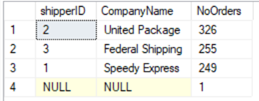 shipperID CompanyName NoOrders
1 2 United Package 326
2 3 Federal Shipping 255
3 1 Speedy Express 249
4 NULL NULL 1